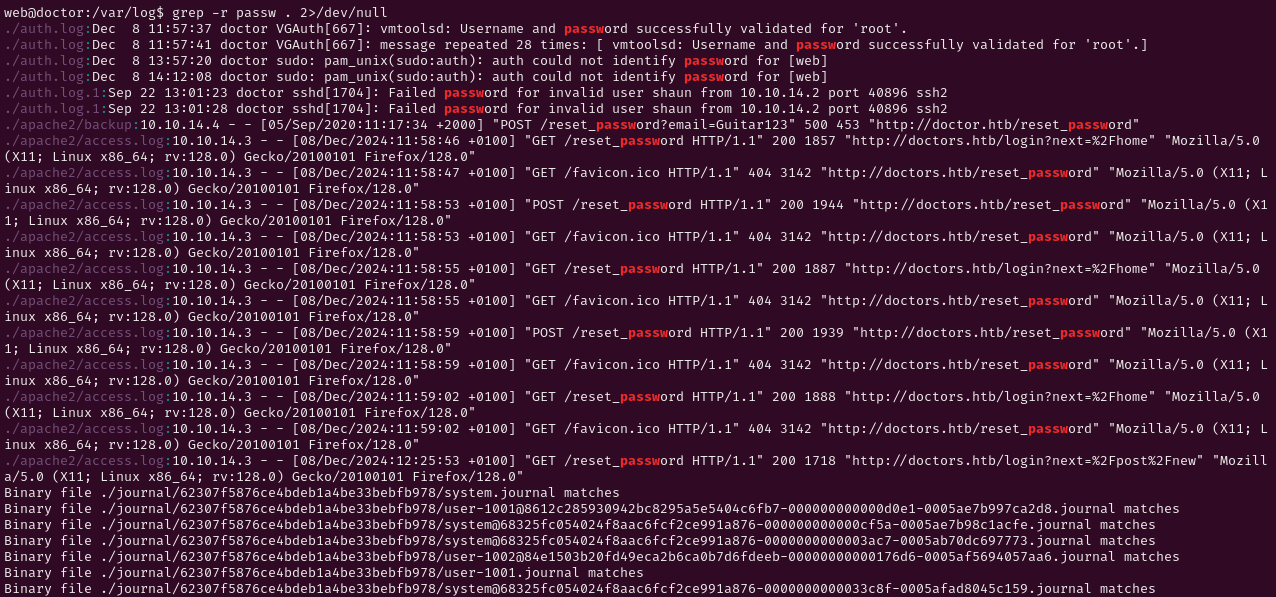 web@doctor:/var/log$ grep -r passw . 2>/dev/null
./auth.log:Dec  8 11:57:37 doctor VGAuth[667]: vmtoolsd: Username and password successfully validated for 'root'.
./auth.log:Dec  8 11:57:41 doctor VGAuth[667]: message repeated 28 times: [ vmtoolsd: Username and password successfully validated for 'root'.]
./auth.log:Dec  8 13:57:20 doctor sudo: pam_unix(sudo:auth): auth could not identify password for [web]
./auth.log:Dec  8 14:12:08 doctor sudo: pam_unix(sudo:auth): auth could not identify password for [web]
./auth.log.1:Sep 22 13:01:23 doctor sshd[1704]: Failed password for invalid user shaun from 10.10.14.2 port 40896 ssh2
./auth.log.1:Sep 22 13:01:28 doctor sshd[1704]: Failed password for invalid user shaun from 10.10.14.2 port 40896 ssh2
./apache2/backup:10.10.14.4 - - [05/Sep/2020:11:17:34 +2000] "POST /reset_password?email=Guitar123" 500 453 "http://doctor.htb/reset_password"
./apache2/access.log:10.10.14.3 - - [08/Dec/2024:11:58:46 +0100] "GET /reset_password HTTP/1.1" 200 1857 "http://doctors.htb/login?next=%2Fhome" "Mozilla/5.0
(X11; Linux x86_64; rv:128.0) Gecko/20100101 Firefox/128.0"
./apache2/access.log:10.10.14.3 - - [08/Dec/2024:11:58:47 +0100] "GET /favicon.ico HTTP/1.1" 404 3142 "http://doctors.htb/reset_password" "Mozilla/5.0 (X11; L
inux x86_64; rv:128.0) Gecko/20100101 Firefox/128.0"
./apache2/access.log:10.10.14.3 - - [08/Dec/2024:11:58:53 +0100] "POST /reset_password HTTP/1.1" 200 1944 "http://doctors.htb/reset_password" "Mozilla/5.0 (X1
1; Linux x86_64; rv:128.0) Gecko/20100101 Firefox/128.0"
./apache2/access.log:10.10.14.3 - - [08/Dec/2024:11:58:53 +0100] "GET /favicon.ico HTTP/1.1" 404 3142 "http://doctors.htb/reset_password" "Mozilla/5.0 (X11; L
inux x86_64; rv:128.0) Gecko/20100101 Firefox/128.0"
./apache2/access.log:10.10.14.3 - - [08/Dec/2024:11:58:55 +0100] "GET /reset_password HTTP/1.1" 200 1887 "http://doctors.htb/login?next=%2Fhome" "Mozilla/5.0
(X11; Linux x86_64; rv:128.0) Gecko/20100101 Firefox/128.0"
./apache2/access.log:10.10.14.3 - - [08/Dec/2024:11:58:55 +0100] "GET /favicon.ico HTTP/1.1" 404 3142 "http://doctors.htb/reset_password" "Mozilla/5.0 (X11; L
inux x86_64; rv:128.0) Gecko/20100101 Firefox/128.0"
./apache2/access.log:10.10.14.3 - - [08/Dec/2024:11:58:59 +0100] "POST /reset_password HTTP/1.1" 200 1939 "http://doctors.htb/reset_password" "Mozilla/5.0 (X1
1; Linux x86_64; rv:128.0) Gecko/20100101 Firefox/128.0"
./apache2/access.log:10.10.14.3 - - [08/Dec/2024:11:58:59 +0100] "GET /favicon.ico HTTP/1.1" 404 3142 "http://doctors.htb/reset_password" "Mozilla/5.0 (X11; L
inux x86_64; rv:128.0) Gecko/20100101 Firefox/128.0"
./apache2/access.log:10.10.14.3 - - [08/Dec/2024:11:59:02 +0100] "GET /reset_password HTTP/1.1" 200 1888 "http://doctors.htb/login?next=%2Fhome" "Mozilla/5.0
(X11; Linux x86_64; rv:128.0) Gecko/20100101 Firefox/128.0"
./apache2/access.log:10.10.14.3 - - [08/Dec/2024:11:59:02 +0100] "GET /favicon.ico HTTP/1.1" 404 3142 "http://doctors.htb/reset_password" "Mozilla/5.0 (X11; L
inux x86_64; rv:128.0) Gecko/20100101 Firefox/128.0"
./apache2/access.log:10.10.14.3 - - [08/Dec/2024:12:25:53 +0100] "GET /reset_password HTTP/1.1" 200 1718 "http://doctors.htb/login?next=%2Fpost%2Fnew" "Mozill
a/5.0 (X11; Linux x86_64; rv:128.0) Gecko/20100101 Firefox/128.0"
Binary file ./journal/62307f5876ce4bdeb1a4be33bebfb978/system.journal matches
Binary file ./journal/62307f5876ce4bdeb1a4be33bebfb978/user-1001@8612c285930942bc8295a5e5404c6fb7-000000000000d0e1-0005ae7b997ca2d8.journal matches
Binary file ./journal/62307f5876ce4bdeb1a4be33bebfb978/system@68325fc054024f8aac6fcf2ce991a876-000000000000cf5a-0005ae7b98c1acfe.journal matches
Binary file ./journal/62307f5876ce4bdeb1a4be33bebfb978/system@68325fc054024f8aac6fcf2ce991a876-0000000000003ac7-0005ab70dc697773.journal matches
Binary file ./journal/62307f5876ce4bdeb1a4be33bebfb978/user-1002@84e1503b20fd49eca2b6ca0b7d6fdeeb-00000000000176d6-0005af5694057aa6.journal matches
Binary file ./journal/62307f5876ce4bdeb1a4be33bebfb978/user-1001.journal matches
Binary file ./journal/62307f5876ce4bdeb1a4be33bebfb978/system@68325fc054024f8aac6fcf2ce991a876-0000000000033c8f-0005afad8045c159.journal matches